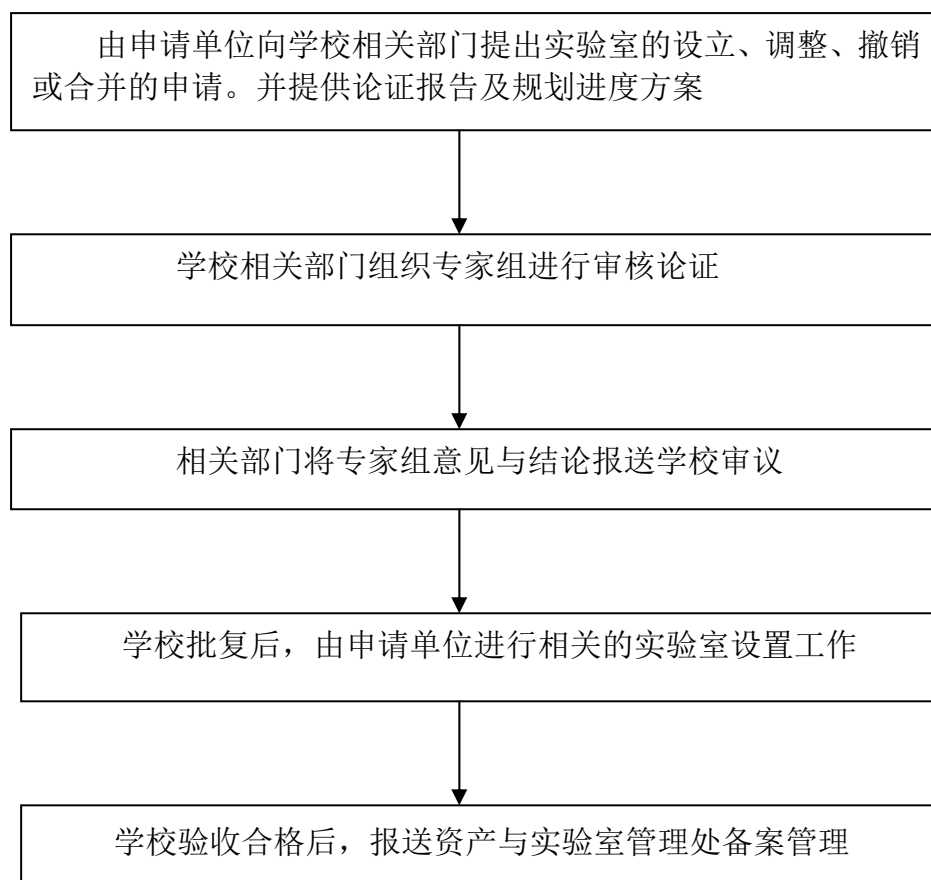 由申请单位向学校相关部门提出实验室的设立、调整、撤销
或合并的申请。并提供论证报告及规划进度方案
学校相关部门组织专家组进行审核论证
相关部门将专家组意见与结论报送学校审议
学校批复后，由申请单位进行相关的实验室设置工作
学校验收合格后，报送资产与实验室管理处备案管理